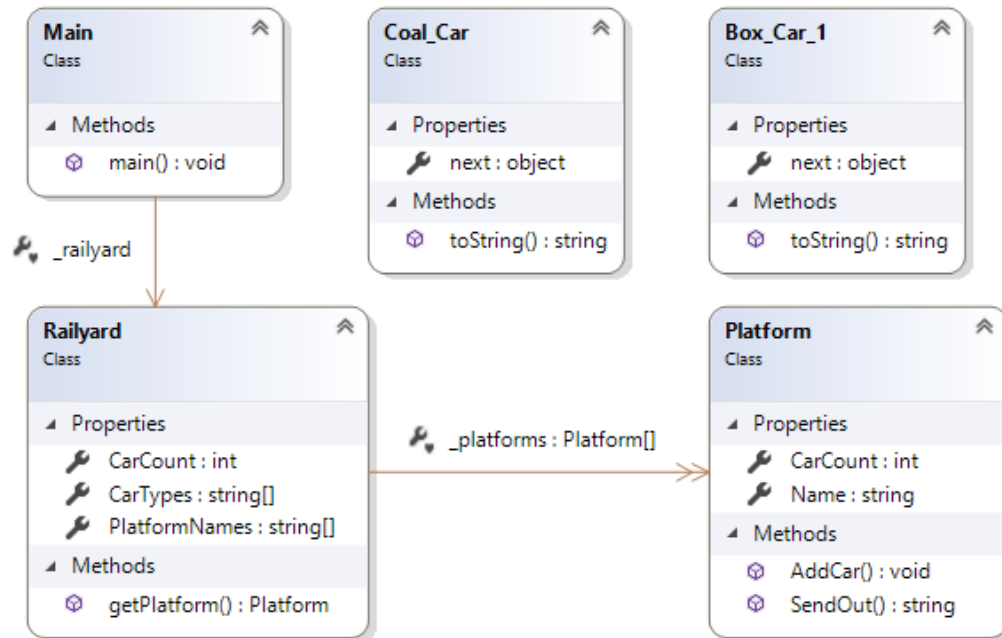 Main
Class
Methods
main() : void
Coal_Car
Class
Properties
next : object
Methods
toString() : string
Box_Car_1
Class
Properties
next : object
Methods
toString() : string
_railyard
Railyard
Class
Properties
CarCount : int
CarTypes : string[]
PlatformNames : string[]
Methods
getPlatform() : Platform
_platforms : Platform[]
Platform
Class
Properties
CarCount : int
Name : string
Methods
AddCar() : void
SendOut() : string